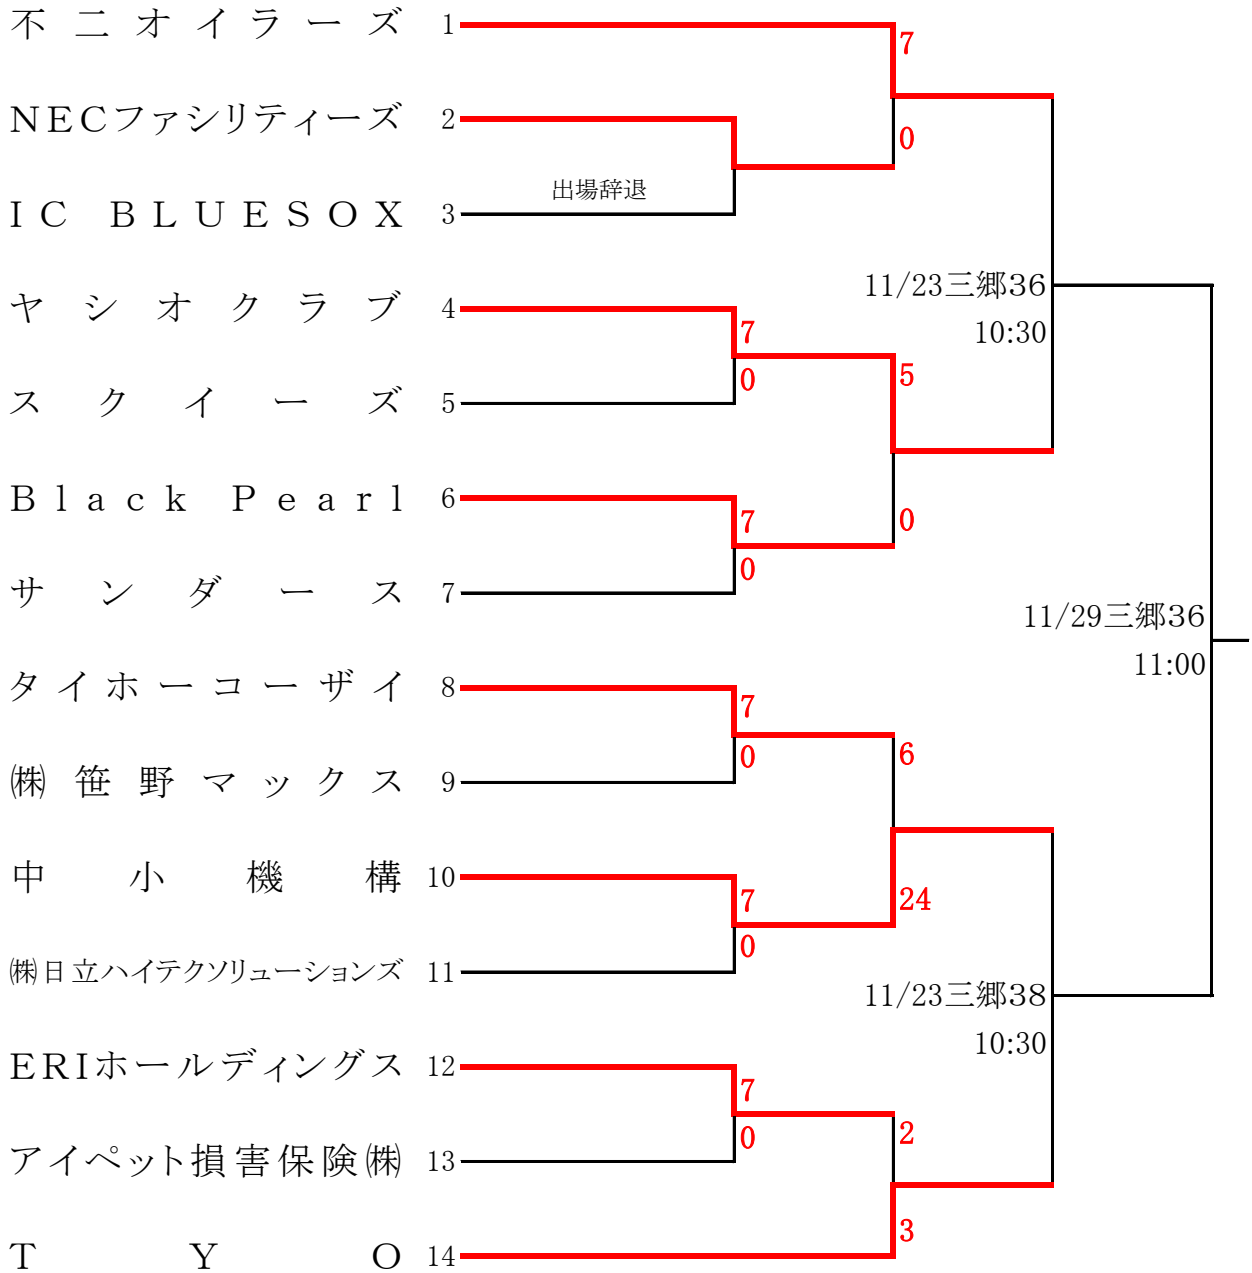 不二オイラーズ 1
7
NECファシリティーズ 2
0
出場辞退
IC BLUESOX 3
11/23三郷36
ヤシオクラブ 4
7
10:30
0
5
スクイーズ 5
Black Pearl 6
7
0
0
サンダース 7
11/29三郷36
11:00
タイホーコーザイ 8
7
0
6
㈱笹野マックス 9
中小機構 10
7
24
0
㈱日立ハイテクソリューションズ 11
11/23三郷38
10:30
ERIホールディングス 12
7
0
2
アイペット損害保険㈱ 13
3
TYO 14